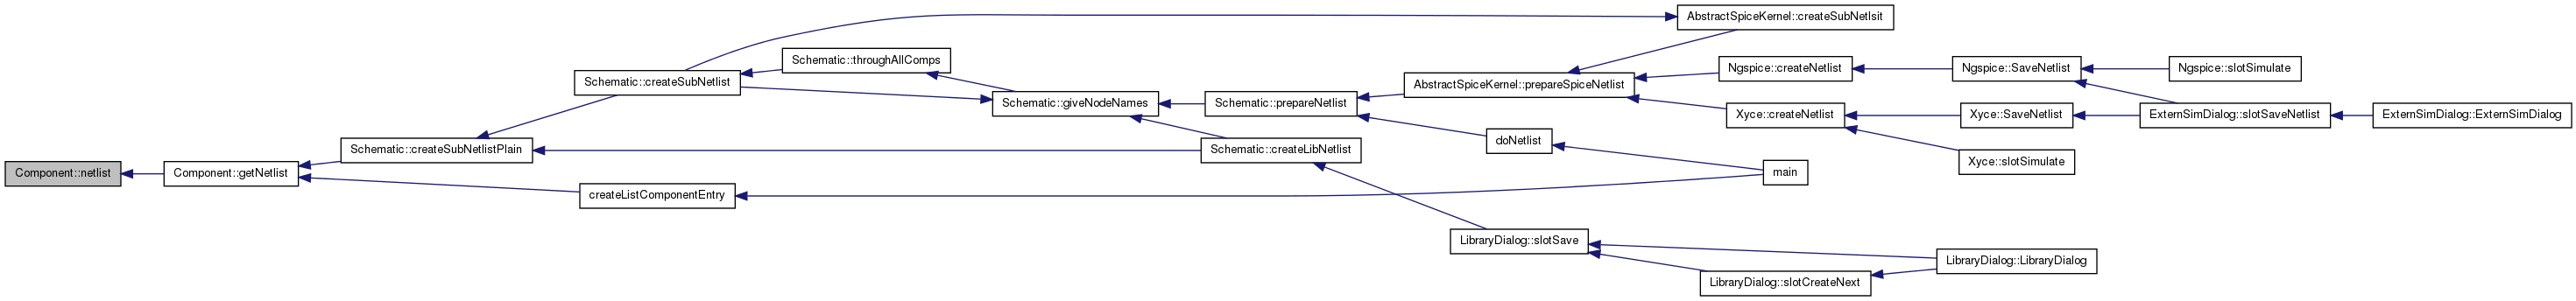 Component::netlist
Component::getNetlist
Schematic::createSubNetlistPlain
createListComponentEntry
Schematic::createSubNetlist
Schematic::throughAllComps
Schematic::giveNodeNames
Schematic::prepareNetlist
Schematic::createLibNetlist
AbstractSpiceKernel::prepareSpiceNetlist
doNetlist
LibraryDialog::slotSave
AbstractSpiceKernel::createSubNetlsit
Ngspice::createNetlist
Xyce::createNetlist
main
LibraryDialog::slotCreateNext
Ngspice::SaveNetlist
Xyce::SaveNetlist
Xyce::slotSimulate
LibraryDialog::LibraryDialog
Ngspice::slotSimulate
ExternSimDialog::slotSaveNetlist
ExternSimDialog::ExternSimDialog